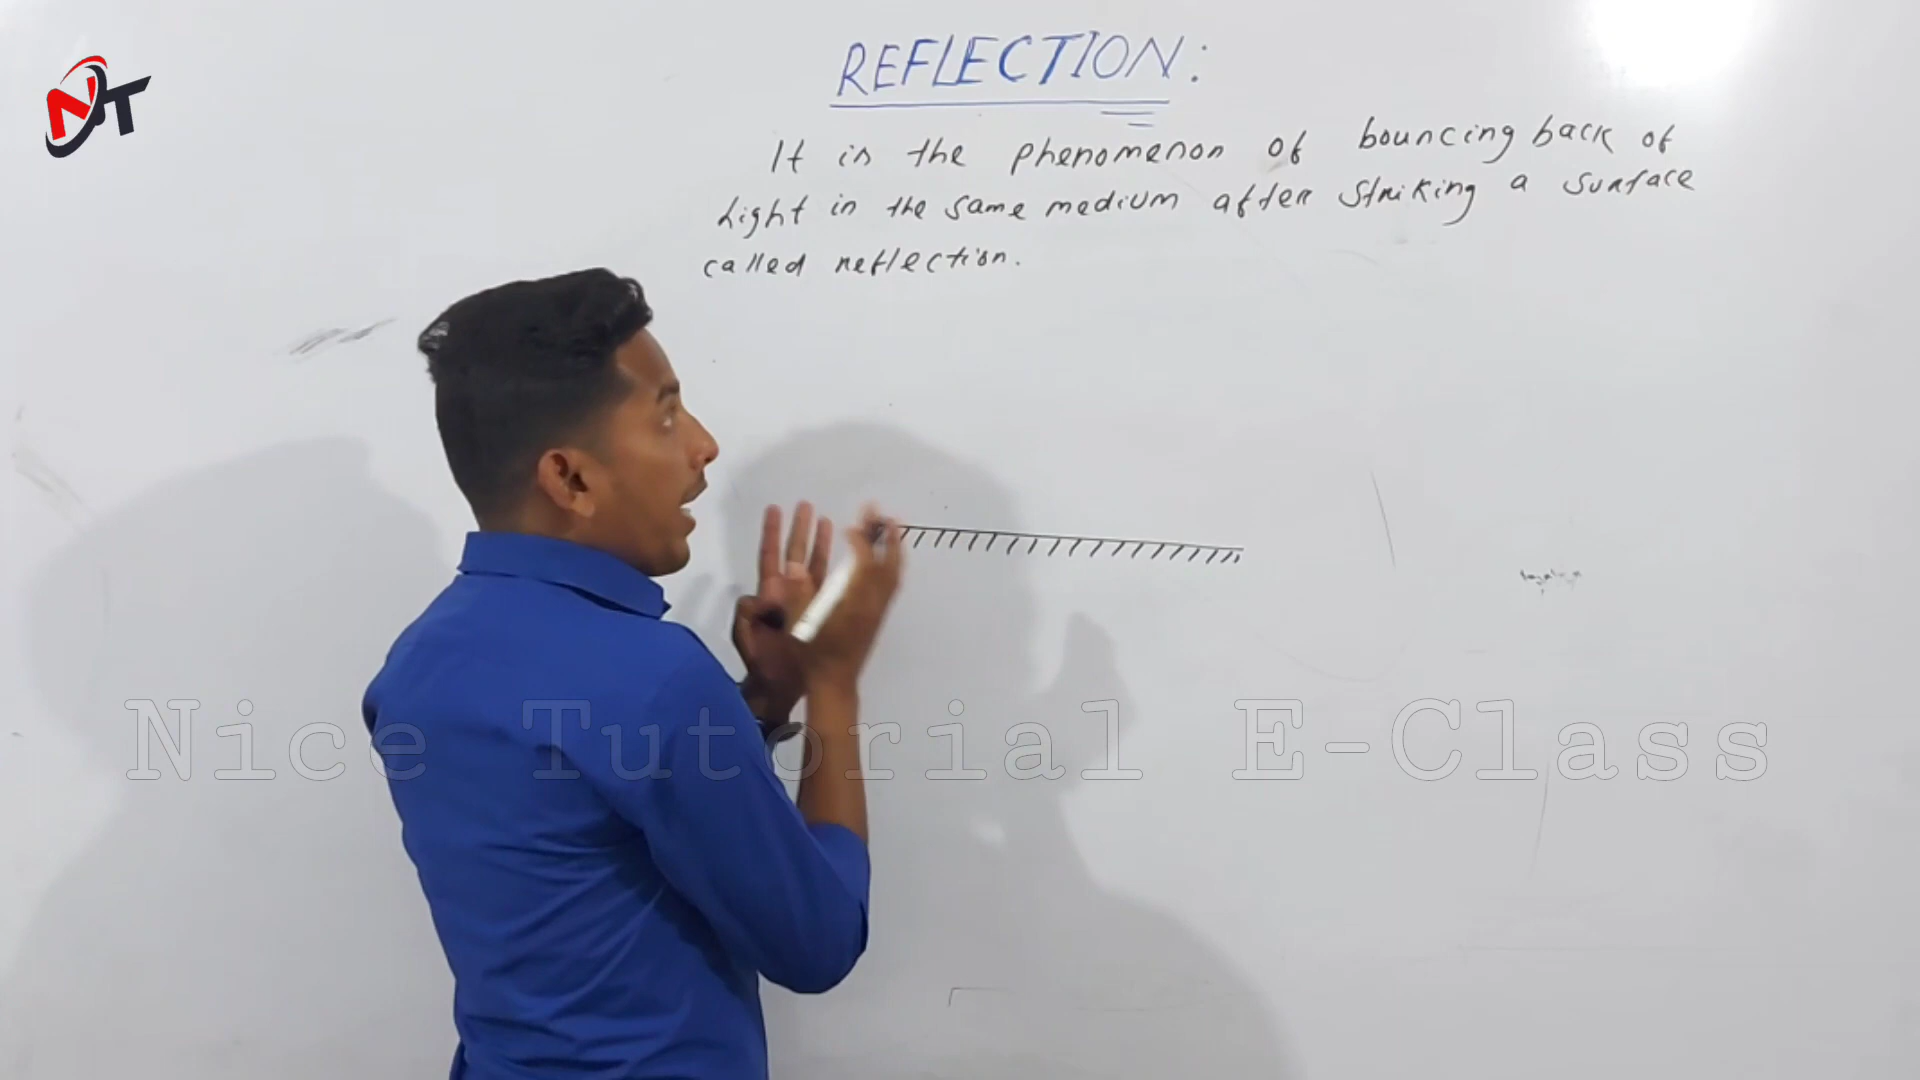 NT
REFLECTION:
It is the phenomenon of bouncing back of
Light in the same medium after striking a surface
called reflection.
Nice Tutorial E-Class